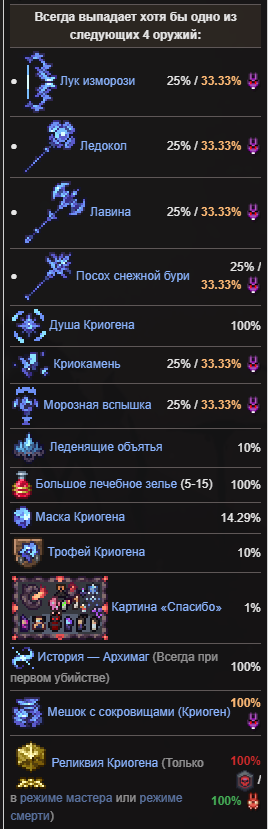 Всегда выпадает хотя бы одно из
следующих 4 оружий:
Лук изморози 25% / 33.33%
Ледокол 25% / 33.33%
Лавина 25% / 33.33%
Посох снежной бури 25% /
33.33%
Душа Криогена 100%
Криокамень 25% / 33.33%
Морозная вспышка 25% / 33.33%
Леденящие объятья 10%
Большое лечебное зелье (5-15) 100%
Маска Криогена 14.29%
Трофей Криогена 10%
Картина «Спасибо» 1%
История — Архимаг (Всегда при
первом убийстве) 100%
Мешок с сокровищами (Криоген) 100%
Реликвия Криогена (Только 100%
/
в режиме мастера или режиме 100%
смерти)